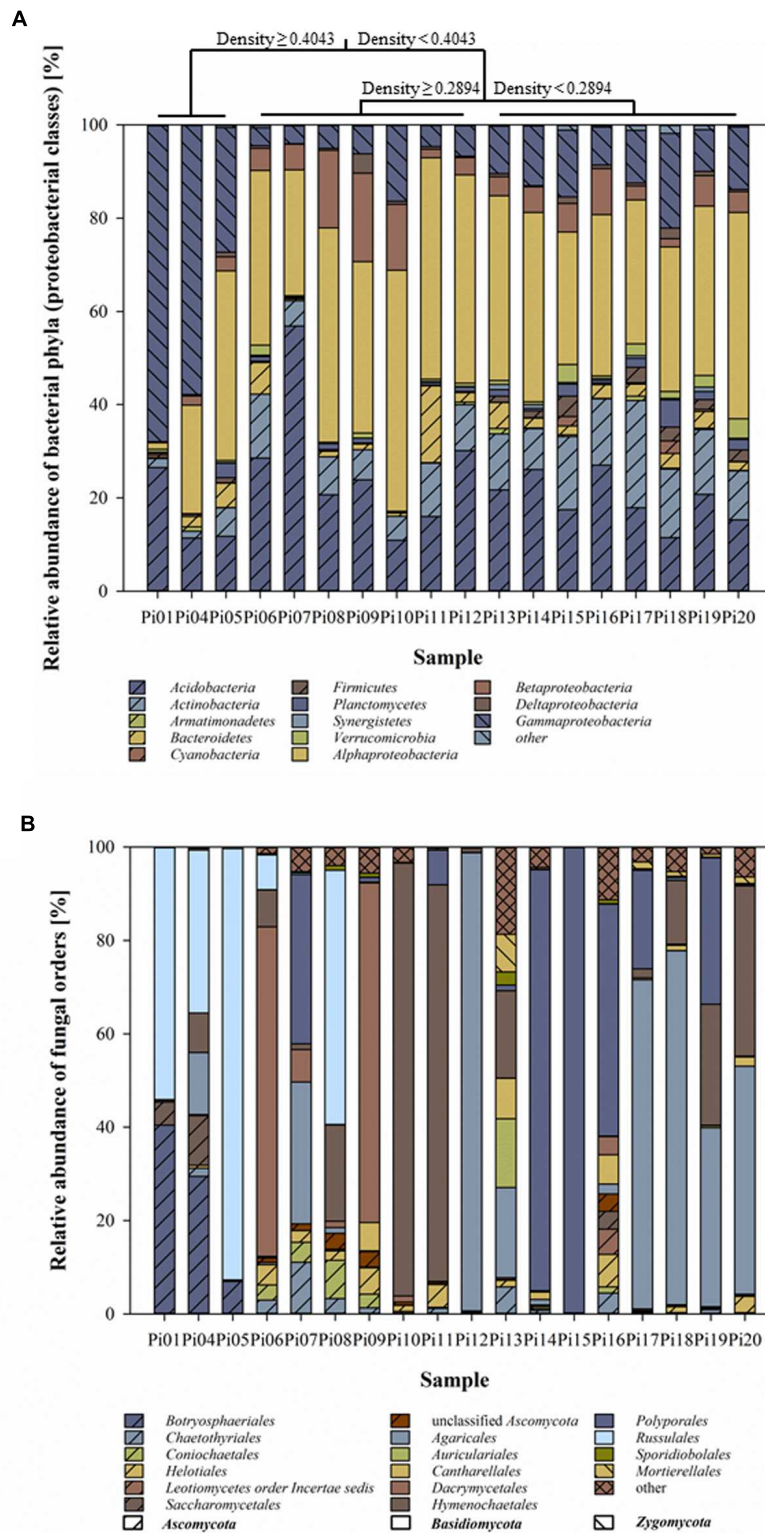 A
Density ≥ 0.4043 Density < 0.4043
Density ≥ 0.2894 Density < 0.2894
Relative abundance of bacterial phyla (proteobacterial classes) [%]
100
80
60
40
20
0
Pi01 Pi04 Pi05 Pi06 Pi07 Pi08 Pi09 Pi10 Pi11 Pi12 Pi13 Pi14 Pi15 Pi16 Pi17 Pi18 Pi19 Pi20
Sample
Acidobacteria Firmicutes Betaproteobacteria
Actinobacteria Planctomycetes Deltaproteobacteria
Armatimonadetes Synergistetes Gammaproteobacteria
Bacteroidetes Verrucomicrobia other
Cyanobacteria Alphaproteobacteria
B
Relative abundance of fungal orders [%]
100
80
60
40
20
0
Pi01 Pi04 Pi05 Pi06 Pi07 Pi08 Pi09 Pi10 Pi11 Pi12 Pi13 Pi14 Pi15 Pi16 Pi17 Pi18 Pi19 Pi20
Sample
Botryosphaeriales unclassified Ascomycota Polyporales
Chaetothyriales Agaricales Russulales
Coniochaetales Auriculariales Sporidiobolales
Helotiales Cantharellales Mortierellales
Leotiomycetes order Incertae sedis Dacrymycetales other
Saccharomycetales Hymenochaetales
Ascomycota Basidiomycota Zygomycota